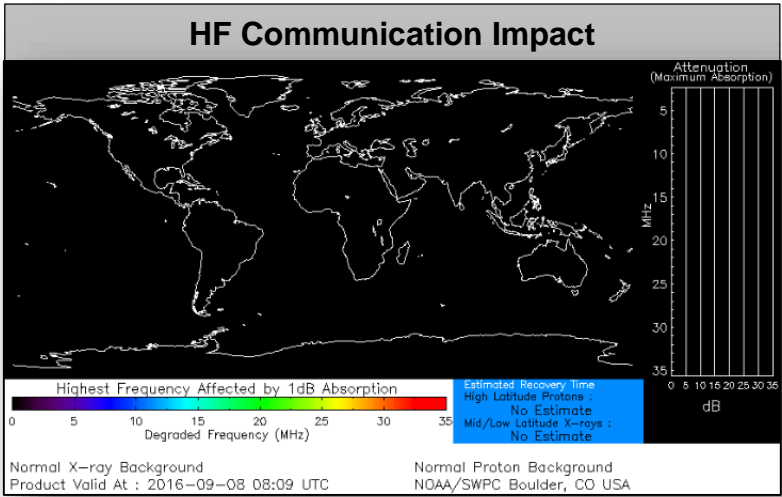 HF Communication Impact
Attenuation
(Maximum Absorption)
5
10
15
20
25
30
35
MHz
0 5 10 15 20 25 30 35
dB
Highest Frequency Affected by 1dB Absorption
0 5 10 15 20 25 30 35
Degraded Frequency (MHz)
Estimated Recovery Time
High Latitude Protons :
No Estimate
Mid/Low Latitude X-rays :
No Estimate
Normal X-ray Background
Normal Proton Background
Product Valid At : 2016-09-08 08:09 UTC
NOAA/SWPC Boulder, CO USA